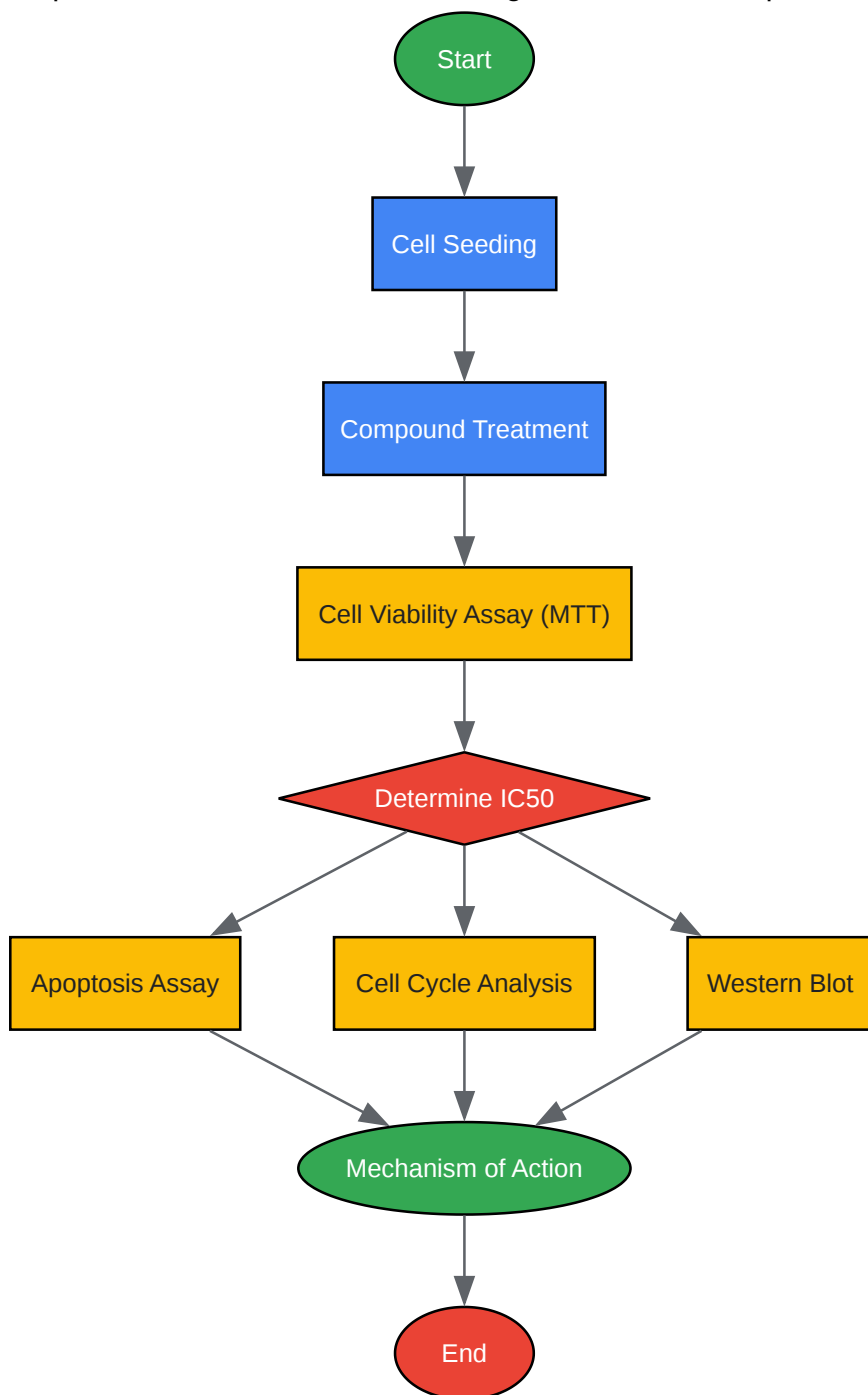 Start
Cell Seeding
Compound Treatment
Cell Viability Assay (MTT)
Determine IC50
Apoptosis Assay
Cell Cycle Analysis
Western Blot
Mechanism of Action
End